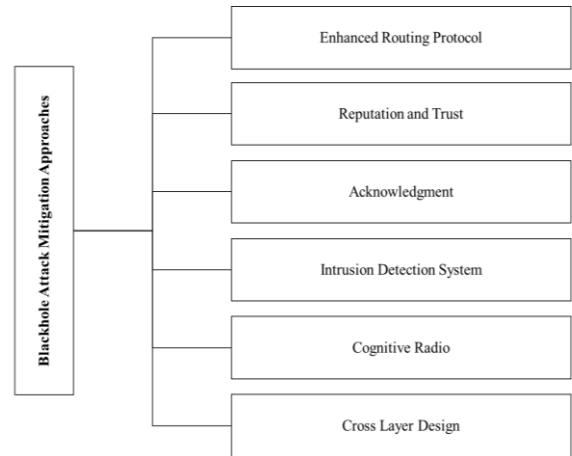 Blackhole Attack Mitigation Approaches
Enhanced Routing Protocol
Reputation and Trust
Acknowledgment
Intrusion Detection System
Cognitive Radio
Cross Layer Design